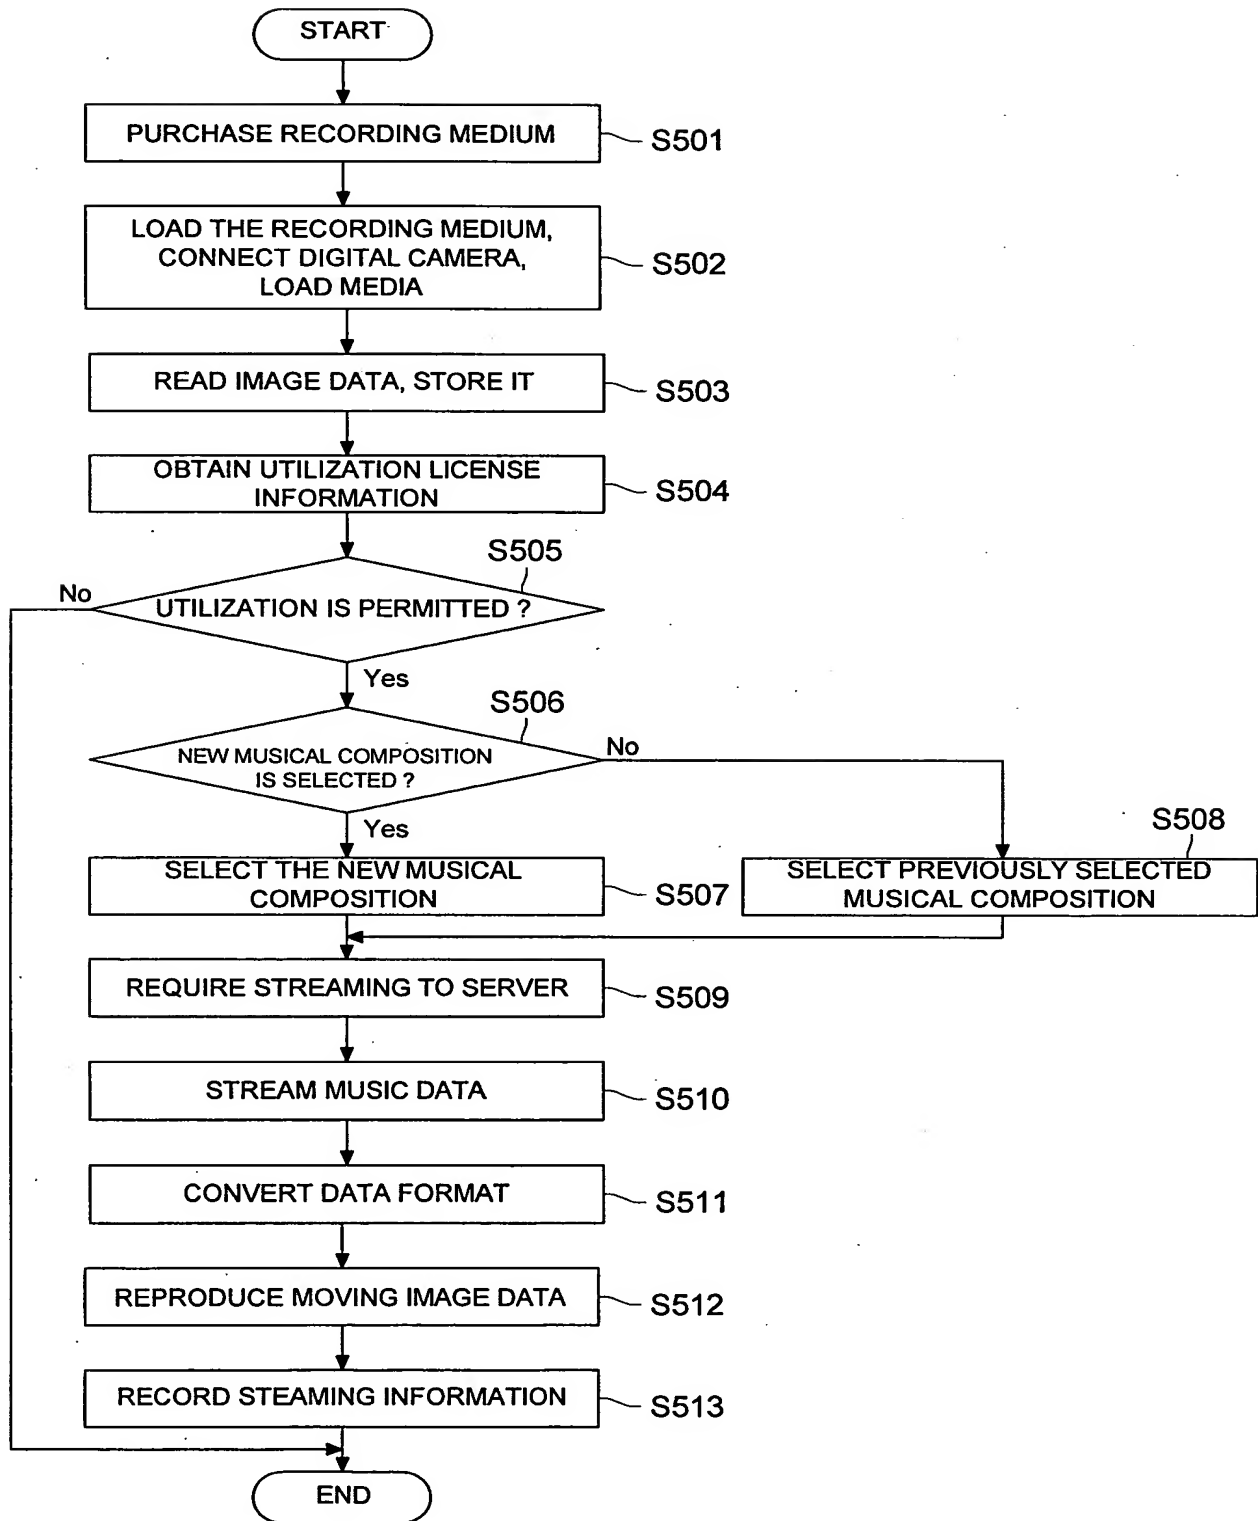 START
PURCHASE RECORDING MEDIUM
S501
LOAD THE RECORDING MEDIUM,
CONNECT DIGITAL CAMERA,
LOAD MEDIA
S502
READ IMAGE DATA, STORE IT
S503
OBTAIN UTILIZATION LICENSE
INFORMATION
S504
S505
No
UTILIZATION IS PERMITTED ?
Yes
S506
NEW MUSICAL COMPOSITION
IS SELECTED ?
No
Yes
S508
SELECT THE NEW MUSICAL
COMPOSITION
S507
SELECT PREVIOUSLY SELECTED
MUSICAL COMPOSITION
REQUIRE STREAMING TO SERVER
S509
STREAM MUSIC DATA
S510
CONVERT DATA FORMAT
S511
REPRODUCE MOVING IMAGE DATA
S512
RECORD STEAMING INFORMATION
S513
END